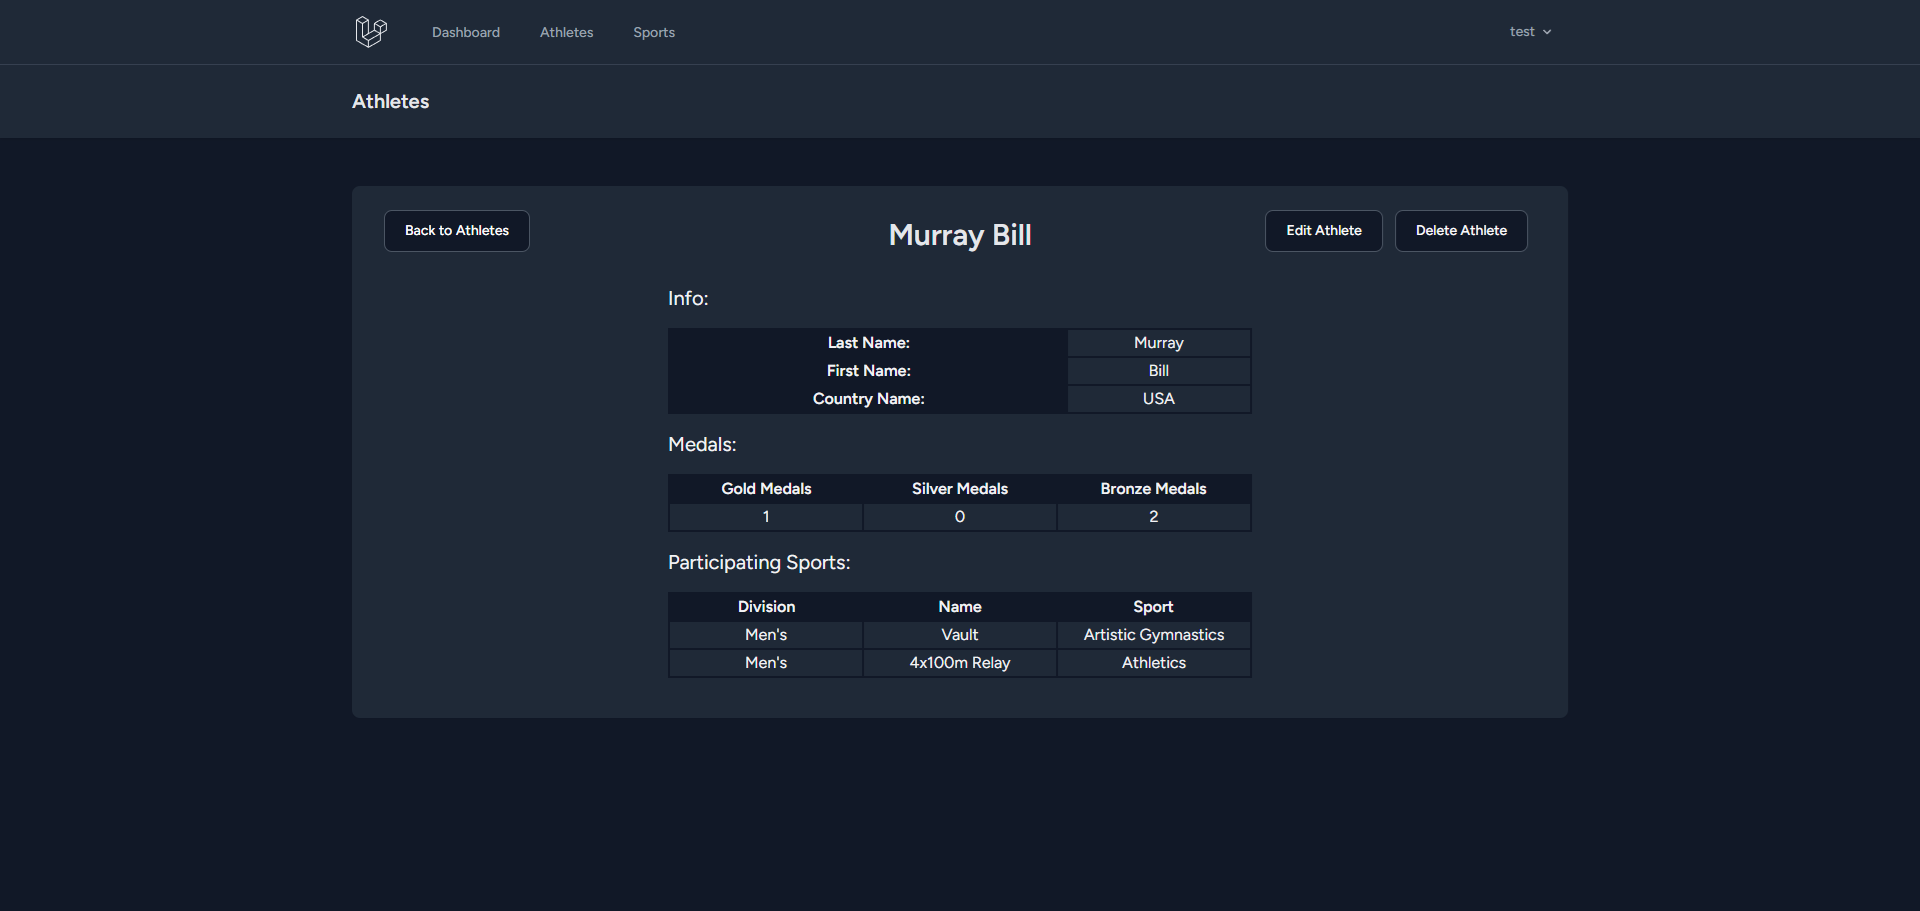 Dashboard Athletes Sports test
Athletes
Back to Athletes Murray Bill Edit Athlete Delete Athlete
Info:
Last Name: Murray
First Name: Bill
Country Name: USA
Medals:
Gold Medals Silver Medals Bronze Medals
1 0 2
Participating Sports:
Division Name Sport
Men's Vault Artistic Gymnastics
Men's 4x100m Relay Athletics